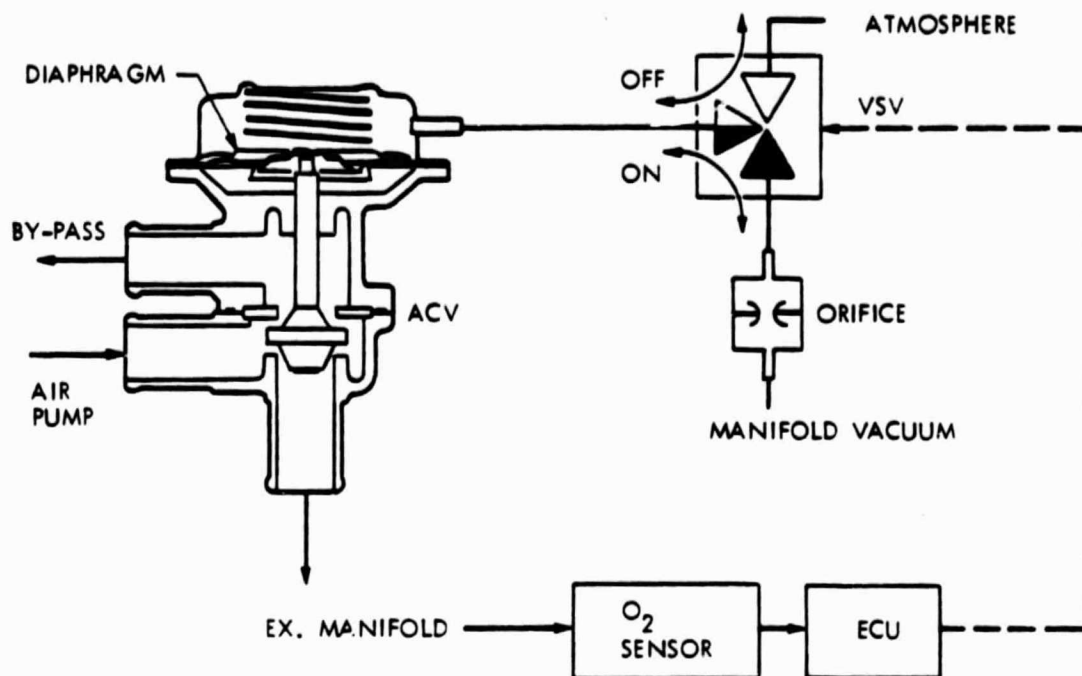 ATMOSPHERE
DIAPHRAGM
OFF
VSV
ON
BY-PASS
ACV
ORIFICE
AIR
PUMP
MANIFOLD VACUUM
EX. MANIFOLD
O2
SENSOR
ECU